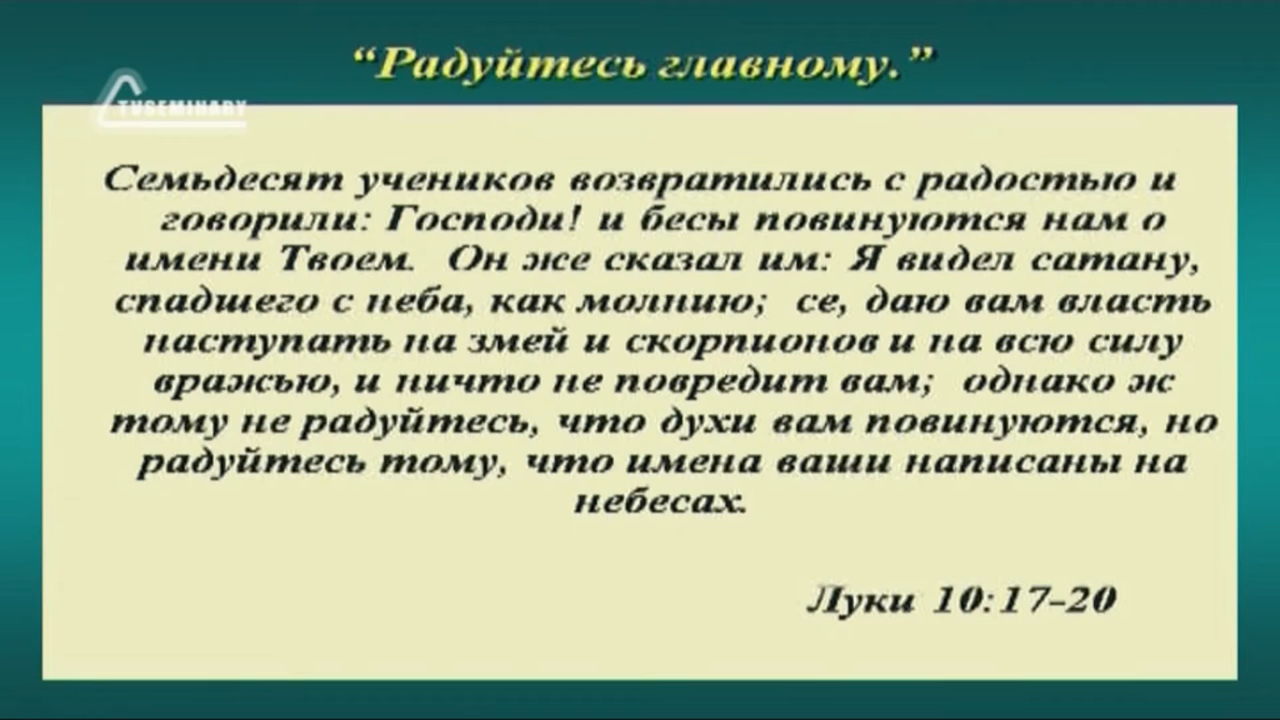 “Радуйтесь главному.”
TVSEMINARY
Семьдесят учеников возвратились с радостью и
говорили: Господи! и бесы повинуются нам о
имени Твоем. Он же сказал им: Я видел сатану,
спадшего с неба, как молнию; се, даю вам власть
наступать на змей и скорпионов и на всю силу
вражью, и ничто не повредит вам; однако ж
тому не радуйтесь, что духи вам повинуются, но
радуйтесь тому, что имена ваши написаны на
небесах.
Луки 10:17-20